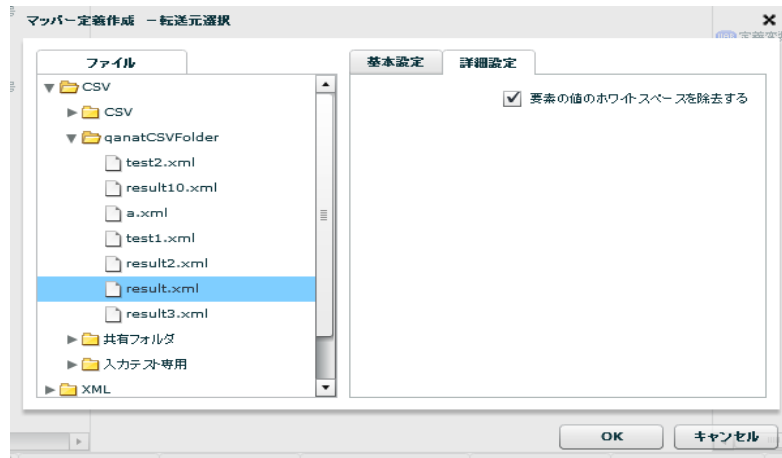 マッパー定義作成 －転送元選択
ファイル
CSV
CSV
qanatCSVFolder
test2.xml
result10.xml
a.xml
test1.xml
result2.xml
result.xml
result3.xml
共有フォルダ
入力テスト専用
XML
基本設定
詳細設定
要素の値のホワイトスペースを除去する
OK
キャンセル